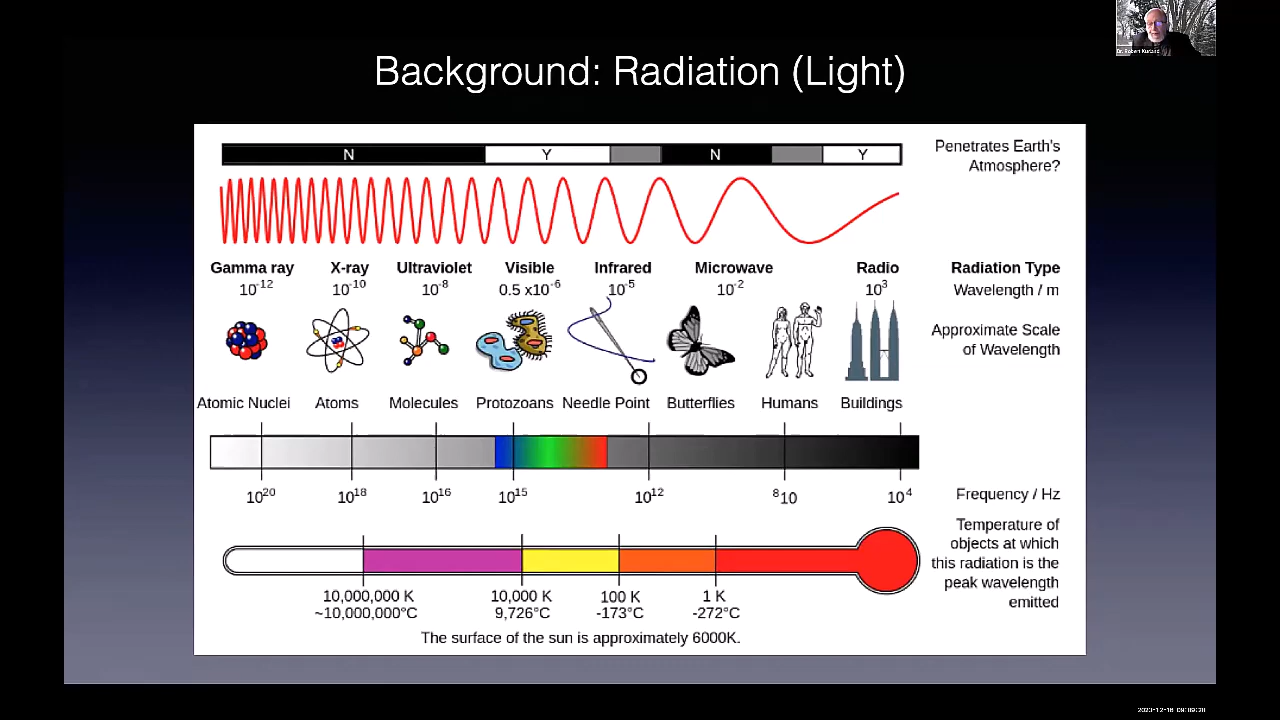 Dr. Robert
Background: Radiation (Light)
N Y N Y
Penetrates Earth's
Atmosphere?
Gamma ray X-ray Ultraviolet Visible Infrared Microwave Radio Radiation Type
10⁻¹² 10⁻¹⁰ 10⁻⁸ 0.5 x10⁻⁶ 10⁻⁵ 10⁻² 10³ Wavelength / m
Approximate Scale
of Wavelength
Atomic Nuclei Atoms Molecules Protozoans Needle Point Butterflies Humans Buildings
10²⁰ 10¹⁸ 10¹⁶ 10¹⁵ 10¹² ⁸10 10⁴ Frequency / Hz
Temperature of
objects at which
this radiation is the
peak wavelength
emitted
10,000,000 K 10,000 K 100 K 1 K
~10,000,000°C 9,726°C -173°C -272°C
The surface of the sun is approximately 6000K.